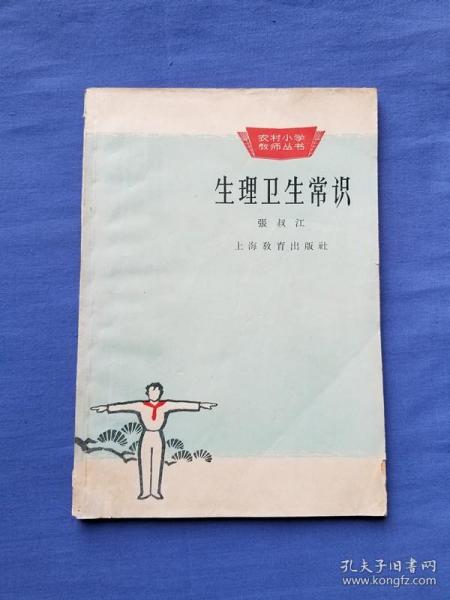 农村小学
教师丛书
生理卫生常识
張叔江
上海敎育出版社
孔夫子旧书网
www.kongfz.com